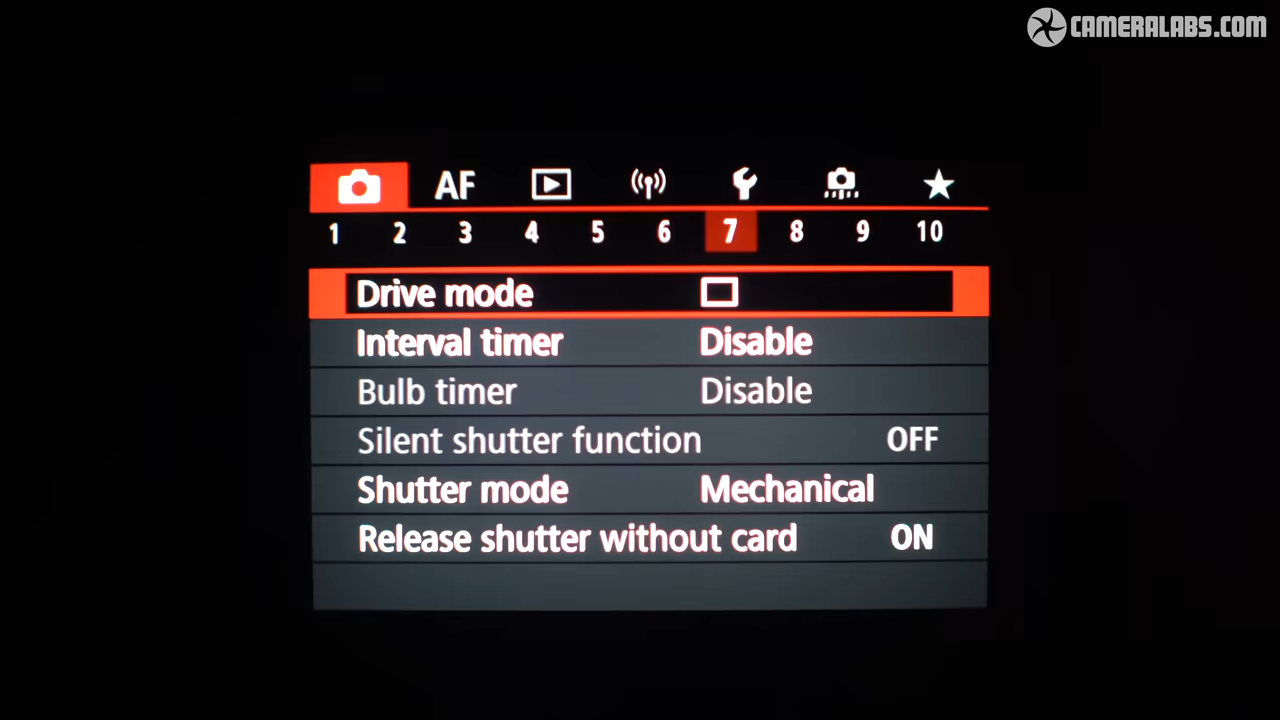 CAMERALABS.COM
AF
1 2 3 4 5 6 7 8 9 10
Drive mode
Interval timer Disable
Bulb timer Disable
Silent shutter function OFF
Shutter mode Mechanical
Release shutter without card ON